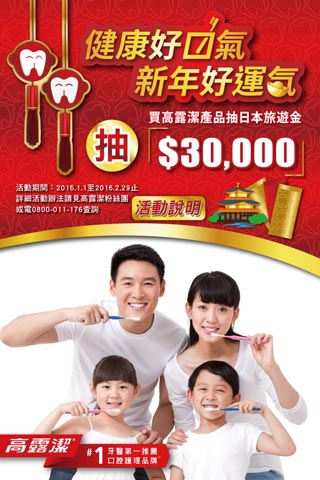 健康好口氣
新年好運氣
買高露潔產品抽日本旅遊金
抽
$30,000
活動期間：2016.1.1至2016.2.29止
詳細活動辦法請見高露潔粉絲團
或電0800-011-176查詢
活動說明
高露潔®
#1 牙醫第一推薦
口腔護理品牌*